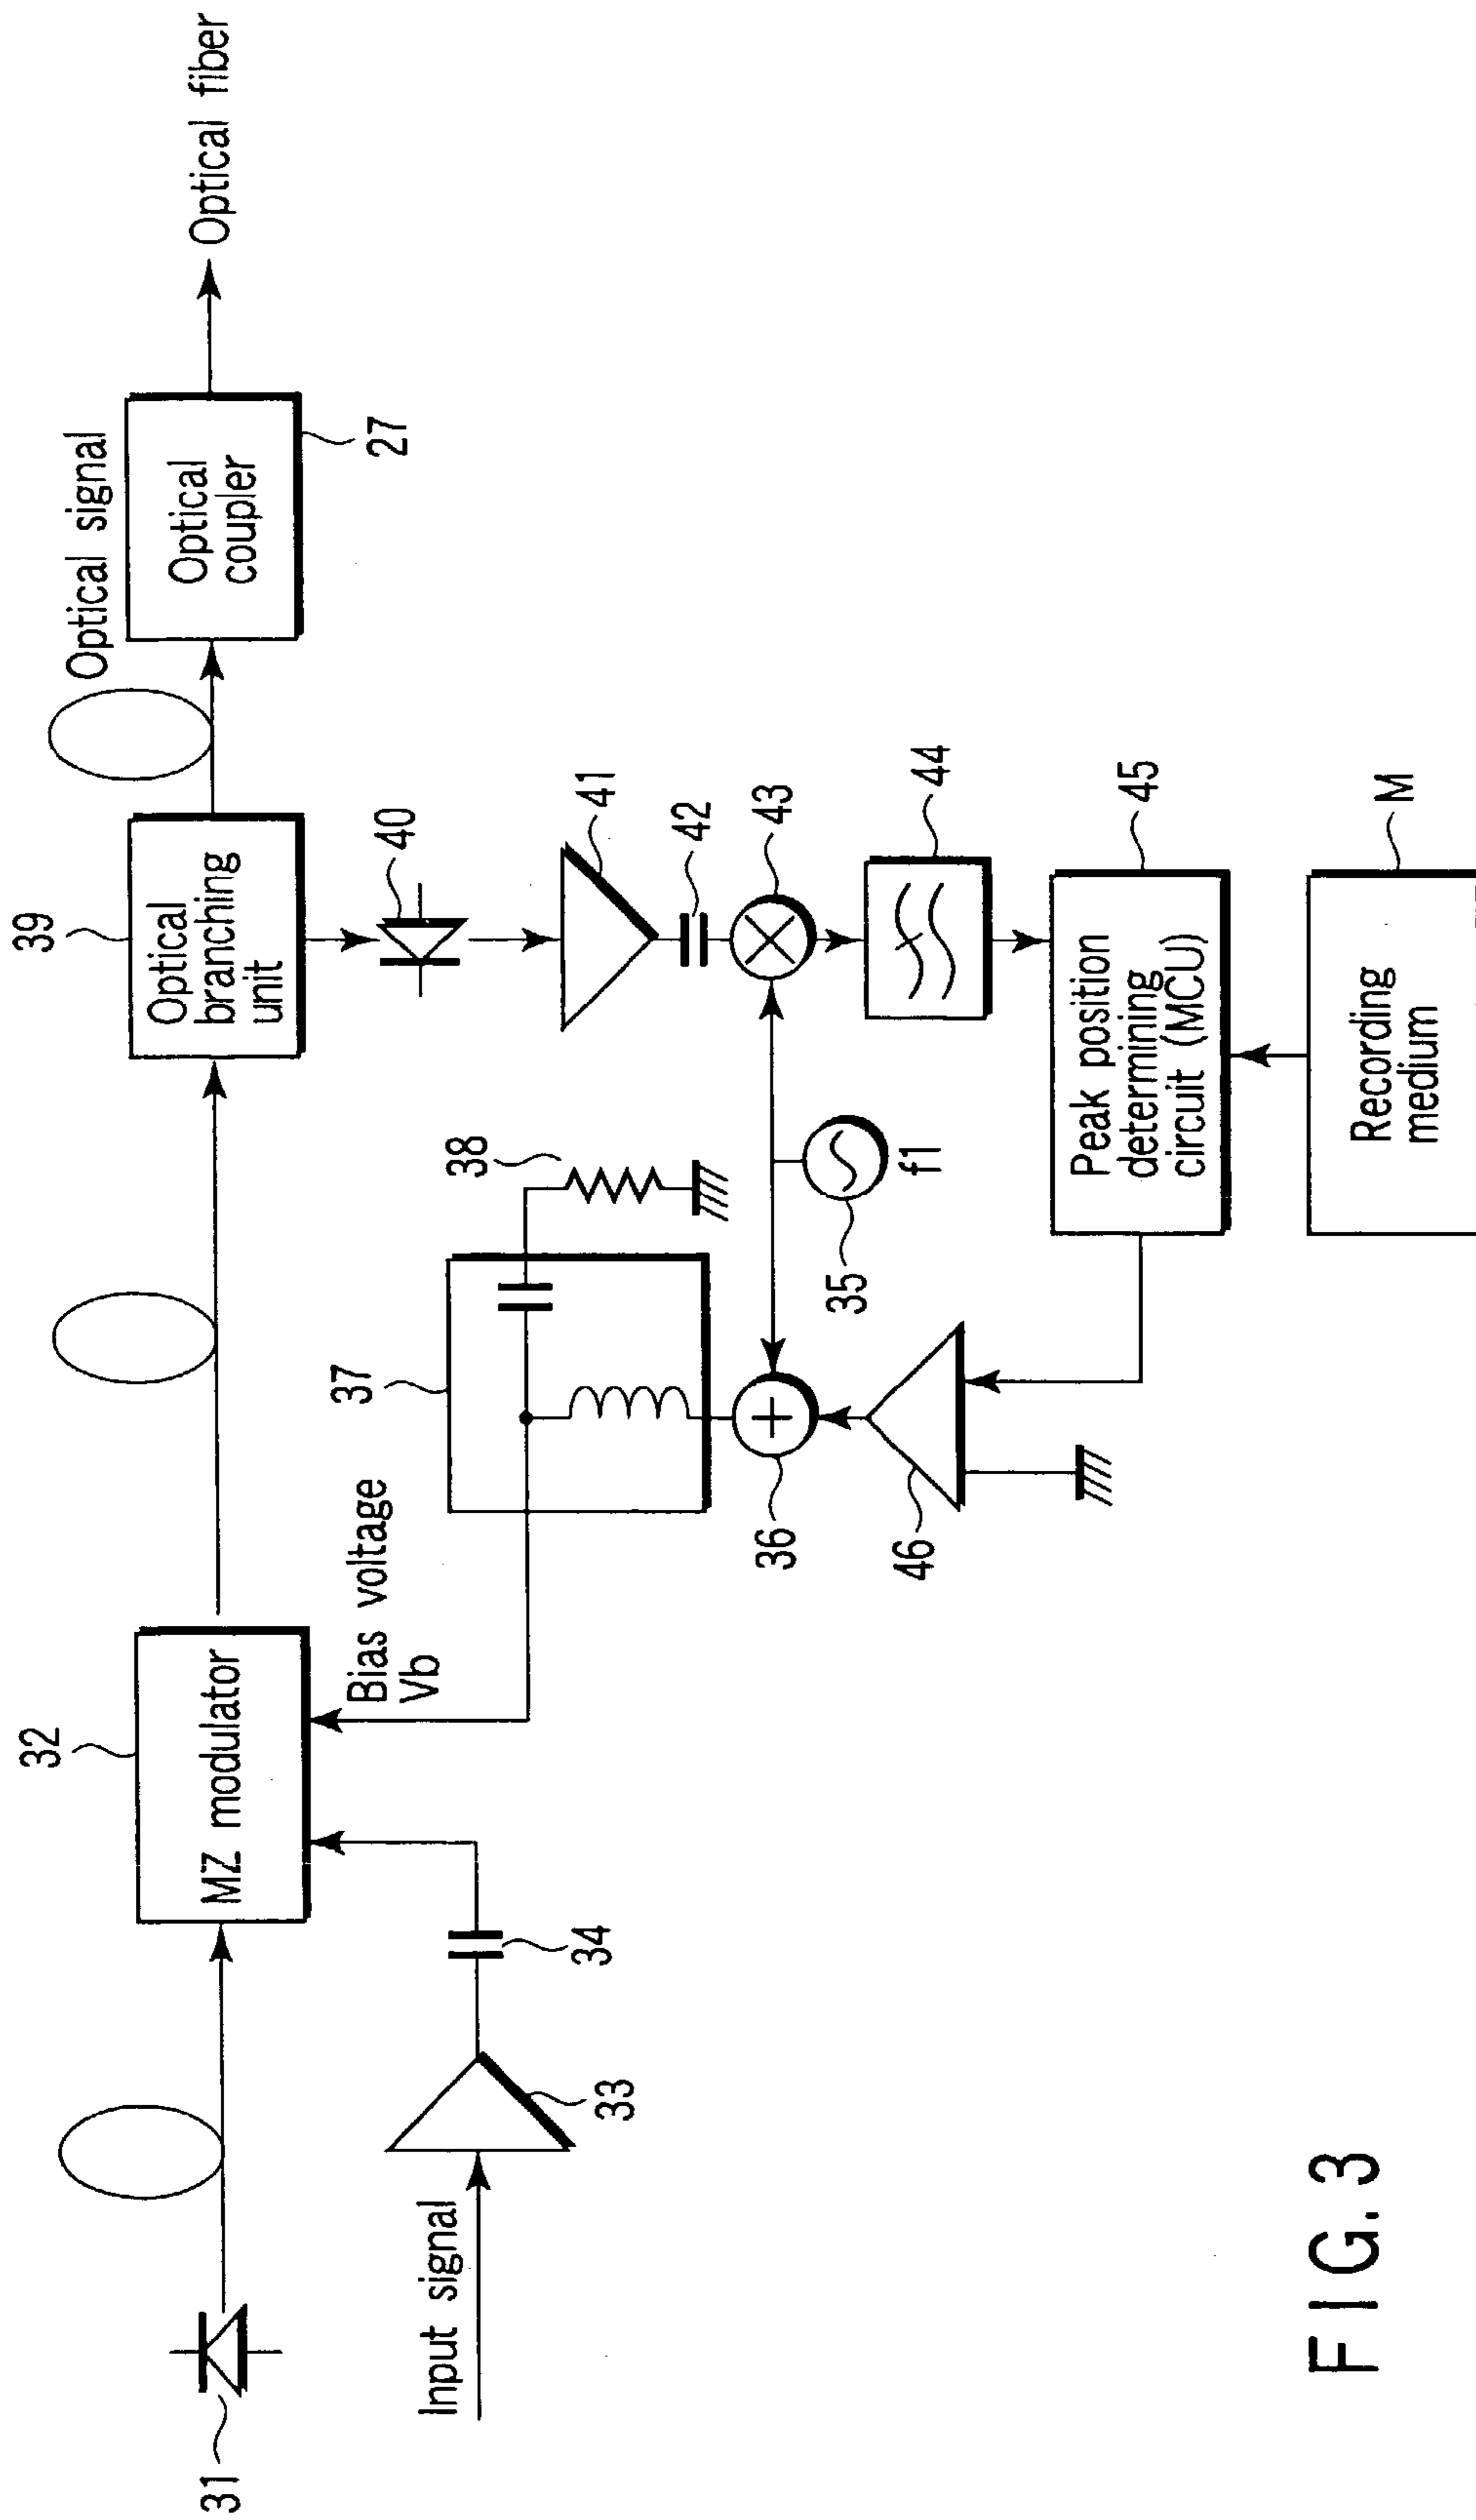 31
32
MZ modulator
39
Optical
branching
unit
Optical signal
Optical
coupler
27
Optical fiber
Input signal
33
34
Bias voltage
Vb
37
38
40
41
42
43
36
35
f1
44
46
Peak position
determining
circuit (MCU)
45
Recording
medium
M
FIG. 3